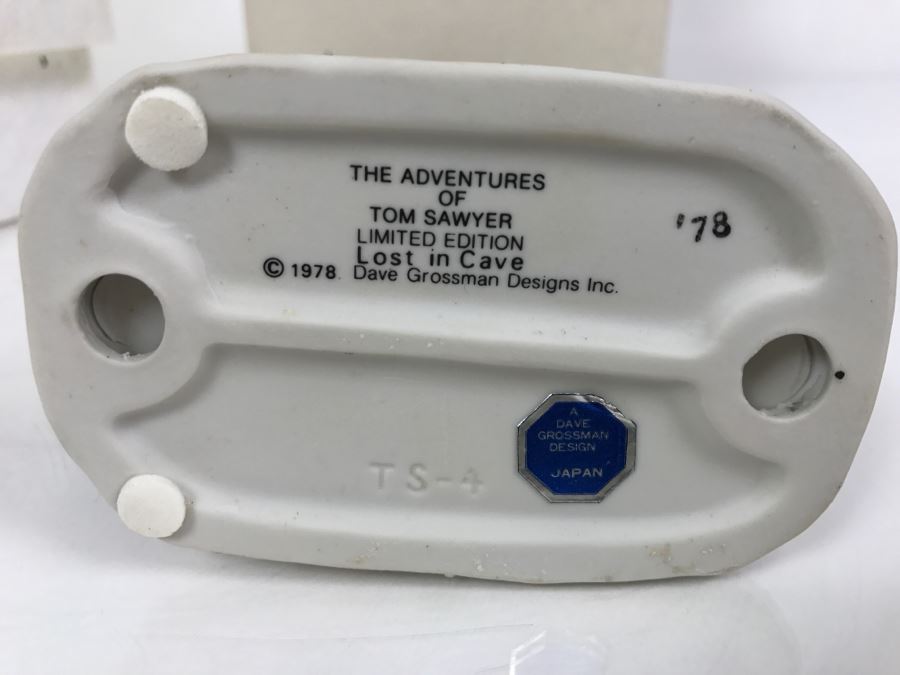 THE ADVENTURES
OF
TOM SAWYER
LIMITED EDITION
Lost in Cave
© 1978. Dave Grossman Designs Inc.
'78
A
DAVE
GROSSMAN
DESIGN
JAPAN
TS-4